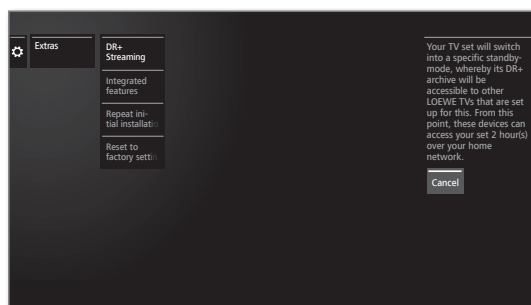 Extras
DR+
Streaming
Integrated
features
Repeat ini-
tial installatio
Reset to
factory settin
Your TV set will switch
into a specific standby-
mode, whereby its DR+
archive will be
accessible to other
LOEWE TVs that are set
up for this. From this
point, these devices can
access your set 2 hour(s)
over your home
network.
Cancel